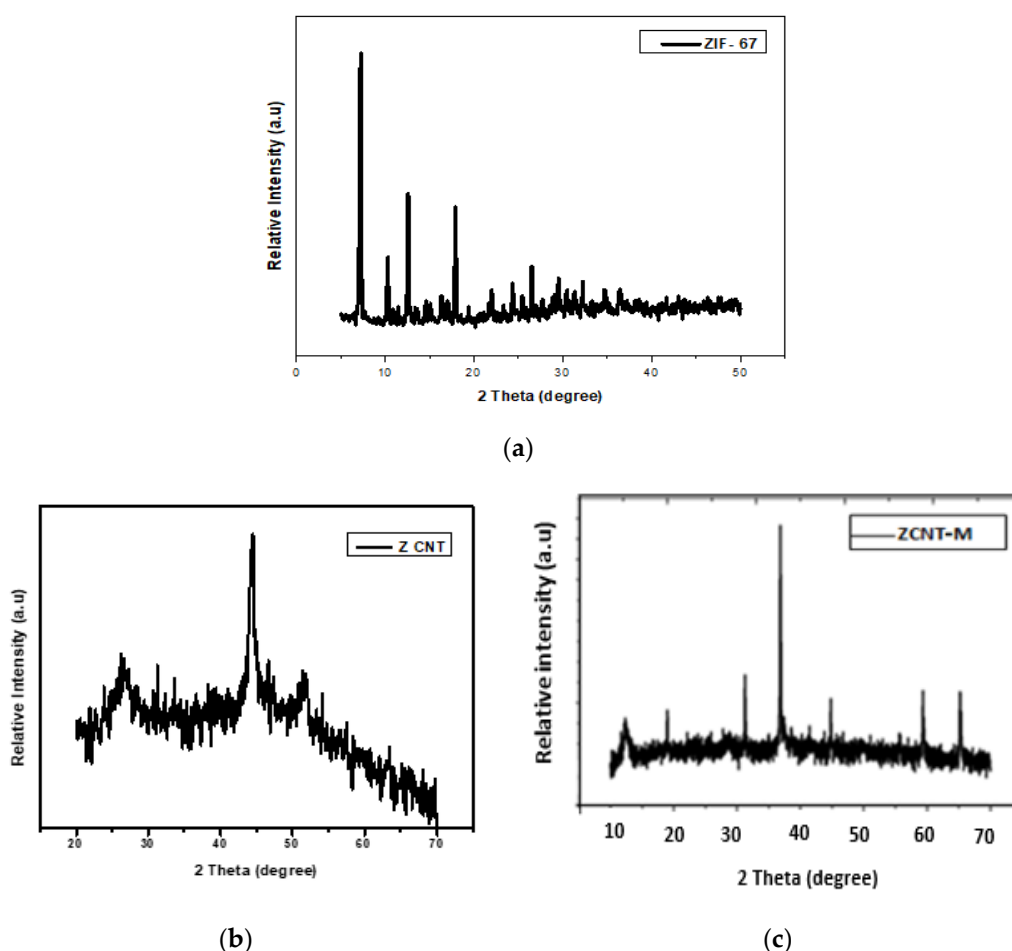 ZIF- 67
Relative Intensity (a.u)
0 10 20 30 40 50
2 Theta (degree)
(a)
Z CNT
Relative Intensity (a.u)
20 30 40 50 60 70
2 Theta (degree)
(b)
ZCNT-M
Relative intensity (a.u)
10 20 30 40 50 60 70
2 Theta (degree)
(c)